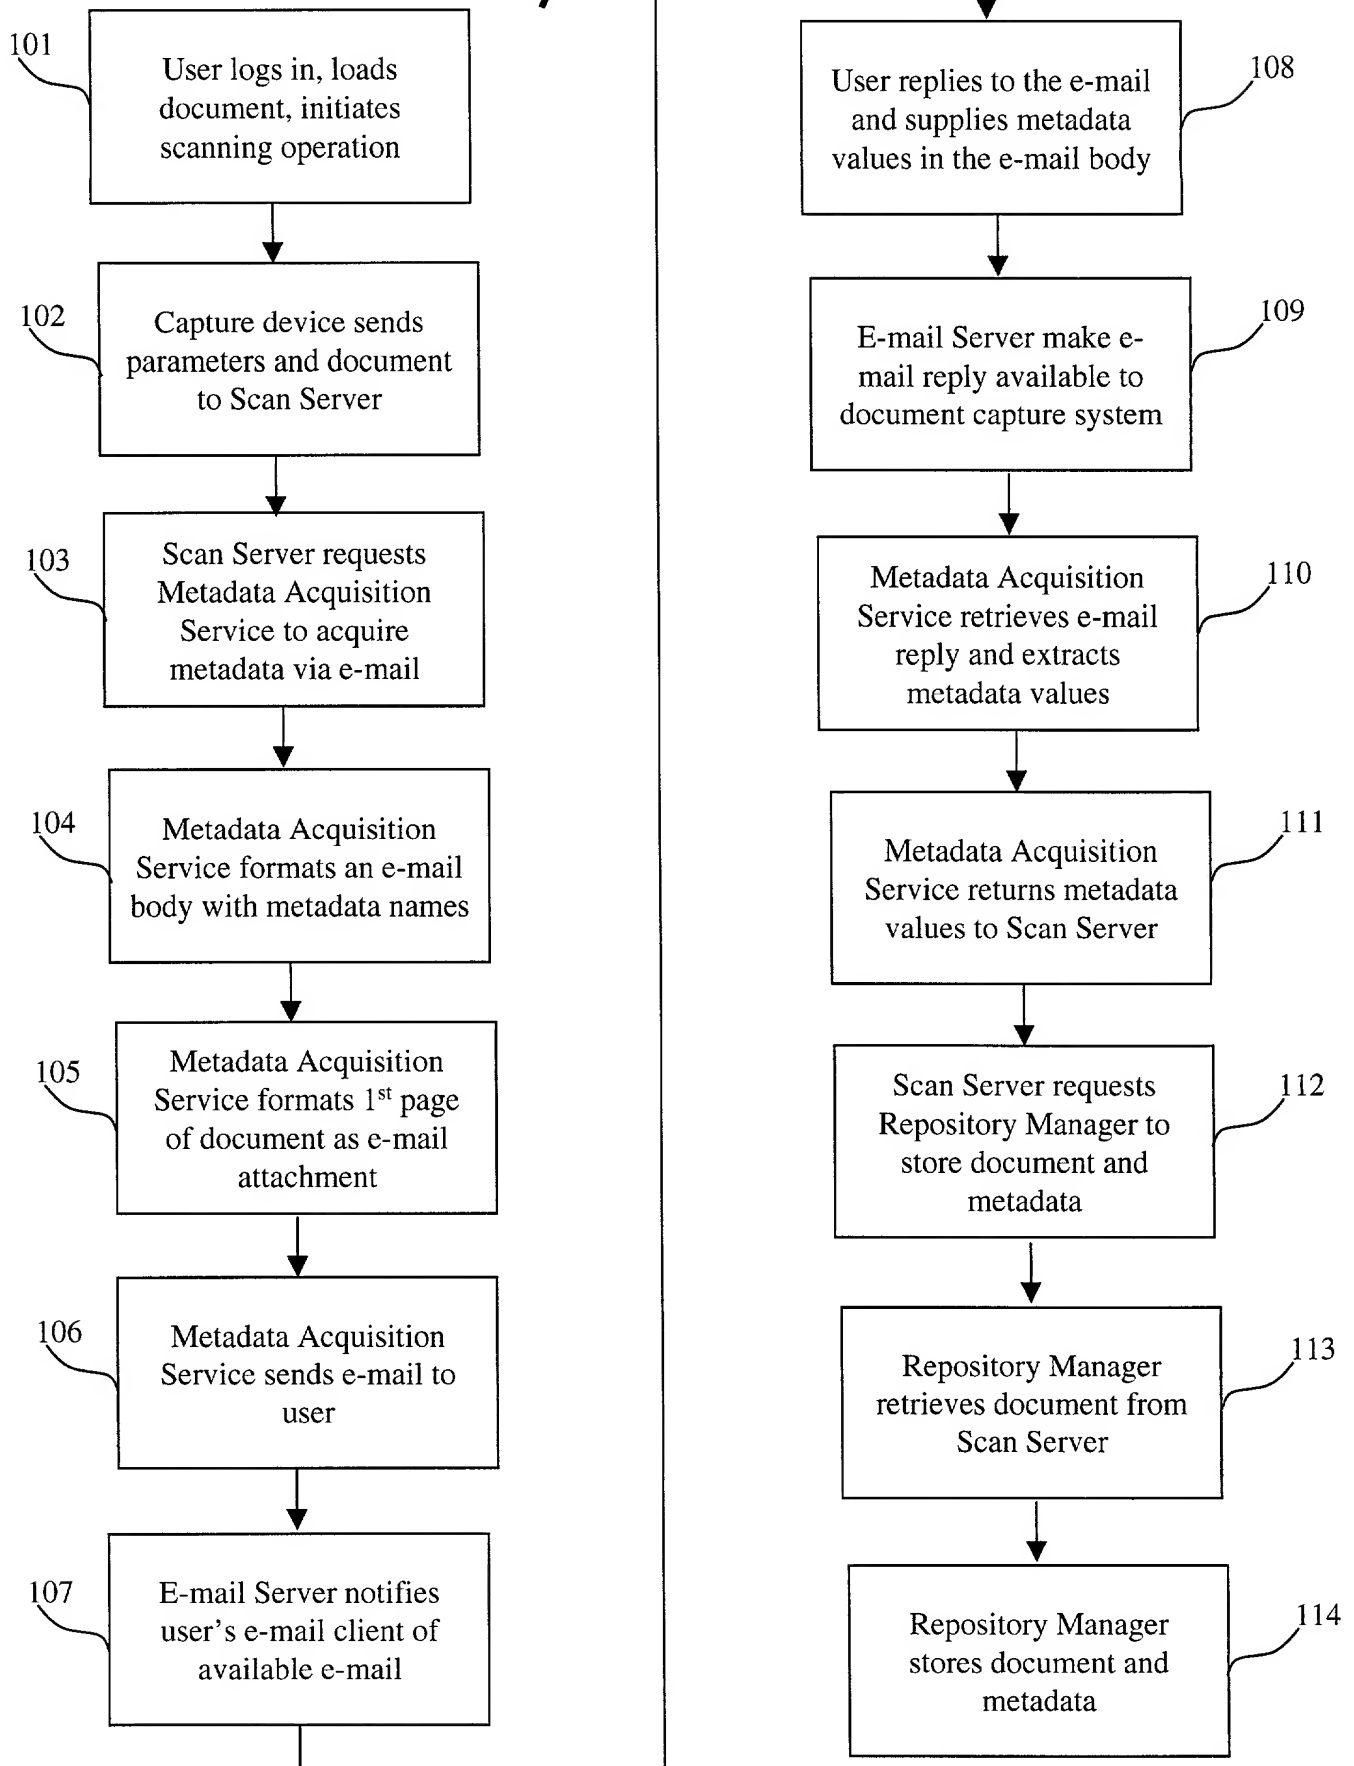 101
User logs in, loads
document, initiates
scanning operation
102
Capture device sends
parameters and document
to Scan Server
103
Scan Server requests
Metadata Acquisition
Service to acquire
metadata via e-mail
104
Metadata Acquisition
Service formats an e-mail
body with metadata names
105
Metadata Acquisition
Service formats 1st page
of document as e-mail
attachment
106
Metadata Acquisition
Service sends e-mail to
user
107
E-mail Server notifies
user's e-mail client of
available e-mail
108
User replies to the e-mail
and supplies metadata
values in the e-mail body
109
E-mail Server make e-
mail reply available to
document capture system
110
Metadata Acquisition
Service retrieves e-mail
reply and extracts
metadata values
111
Metadata Acquisition
Service returns metadata
values to Scan Server
112
Scan Server requests
Repository Manager to
store document and
metadata
113
Repository Manager
retrieves document from
Scan Server
114
Repository Manager
stores document and
metadata